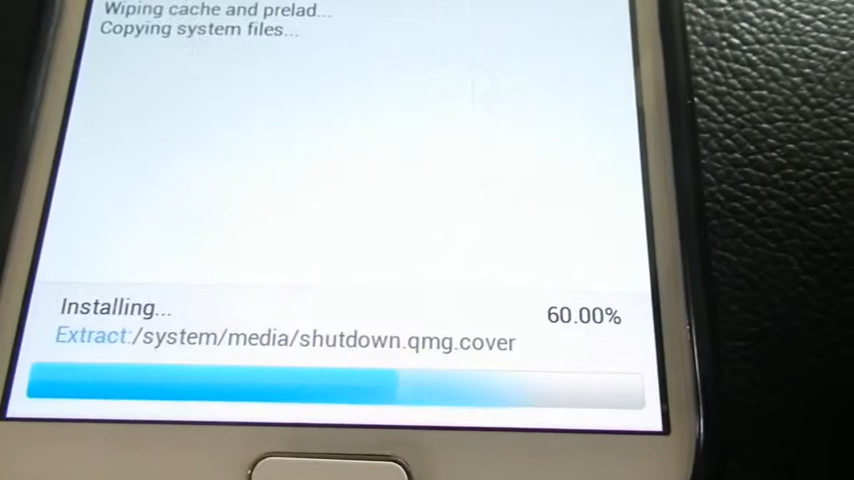 Wiping cache and prelad...
Copying system files...
Installing...
60.00%
Extract:/system/media/shutdown.qmg.cover